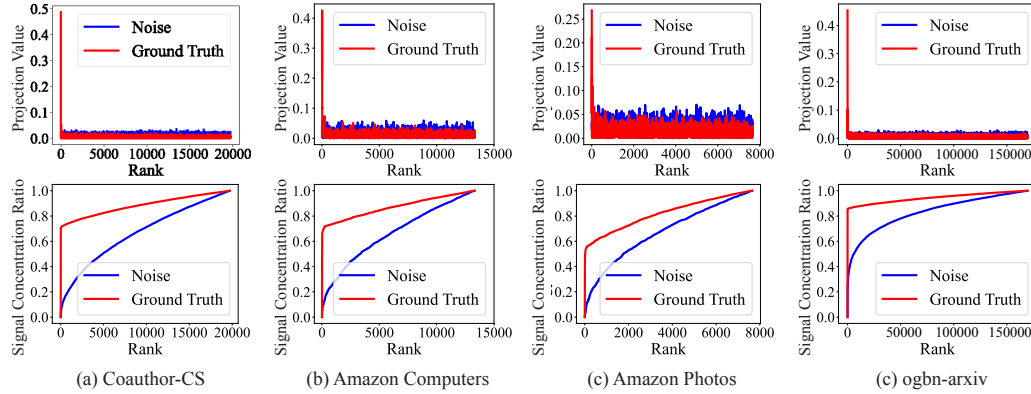 Projection Value
0.5
0.4
0.3
0.2
0.1
0.0
Noise
Ground Truth
0 5000 10000 15000 20000
Rank
Projection Value
0.4
0.3
0.2
0.1
0.0
Noise
Ground Truth
0 5000 10000 15000
Rank
Projection Value
0.25
0.20
0.15
0.10
0.05
0.00
Noise
Ground Truth
0 2000 4000 6000 8000
Rank
Projection Value
0.4
0.3
0.2
0.1
0.0
Noise
Ground Truth
0 50000 100000 150000
Rank
Signal Concentration Ratio
1.0
0.8
0.6
0.4
0.2
0.0
Noise
Ground Truth
0 5000 10000 15000 20000
Rank
Signal Concentration Ratio
1.0
0.8
0.6
0.4
0.2
0.0
Noise
Ground Truth
0 5000 10000 15000
Rank
Signal Concentration Ratio
1.0
0.8
0.6
0.4
0.2
0.0
Noise
Ground Truth
0 2000 4000 6000 8000
Rank
Signal Concentration Ratio
1.0
0.8
0.6
0.4
0.2
0.0
Noise
Ground Truth
0 50000 100000 150000
Rank
(a) Coauthor-CS
(b) Amazon Computers
(c) Amazon Photos
(c) ogbn-arxiv